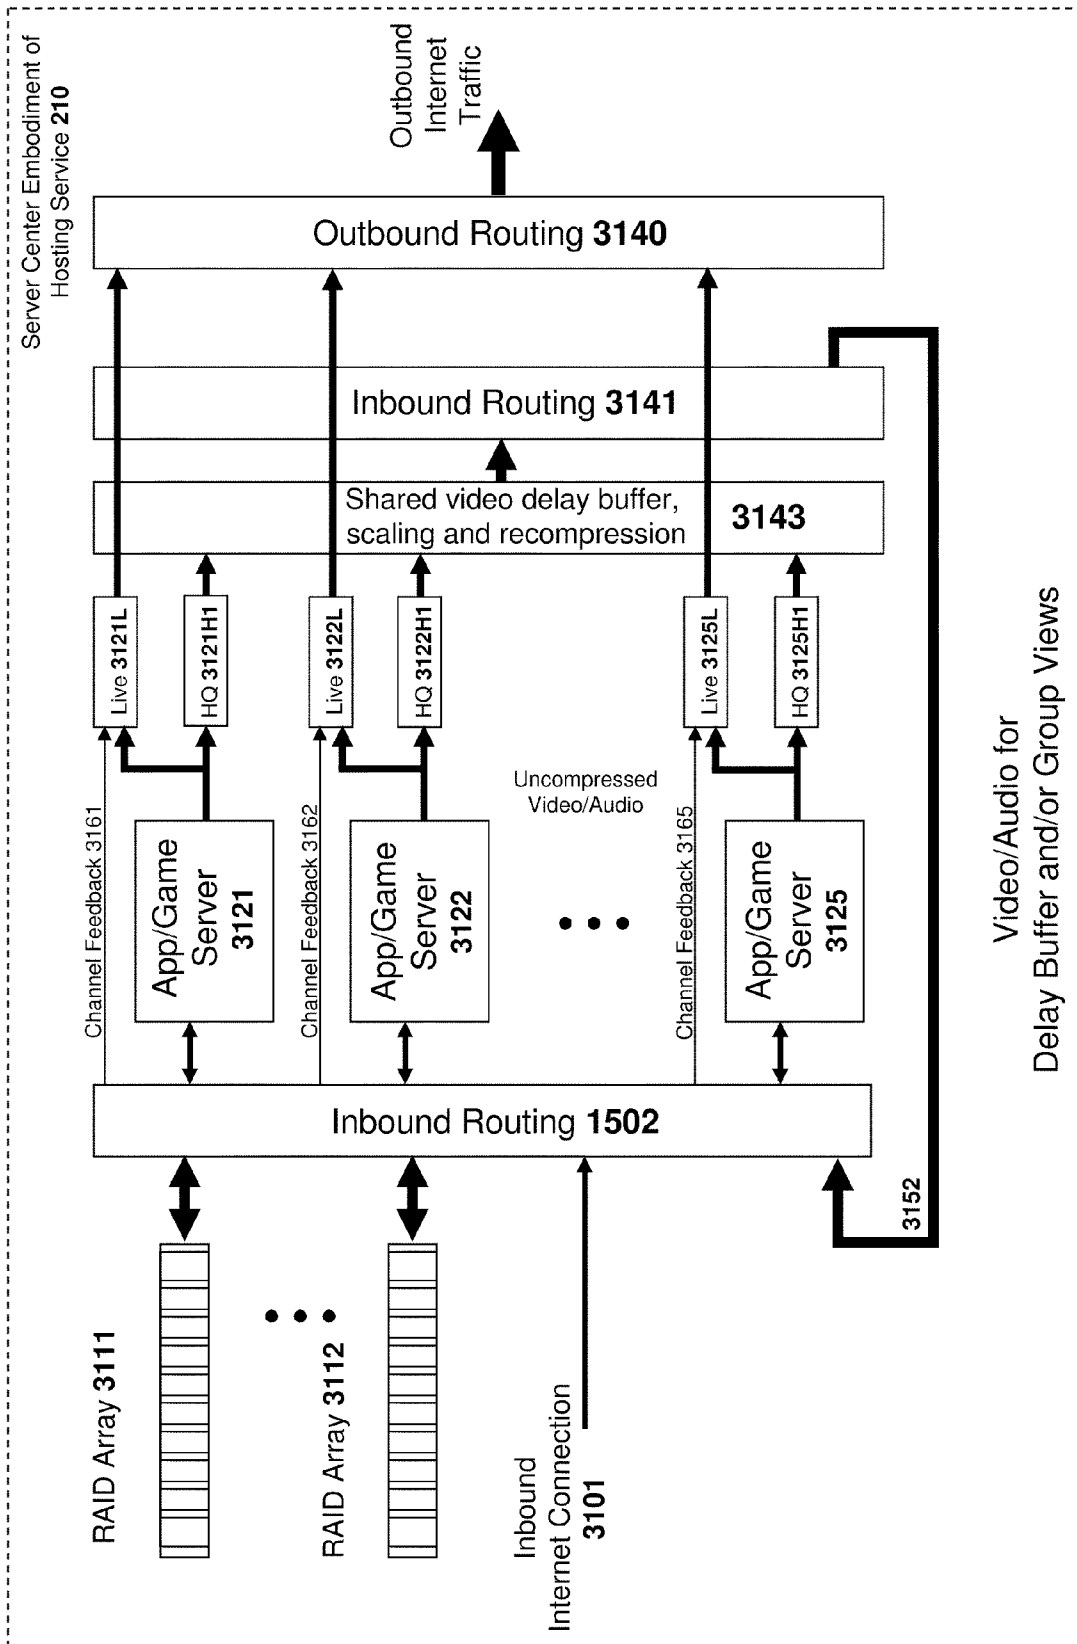 Server Center Embodiment of
Hosting Service 210
Outbound
Internet
Traffic
Outbound Routing 3140
Inbound Routing 3141
Shared video delay buffer,
scaling and recompression
3143
Live 3121L
HQ 3121H1
Live 3122L
HQ 3122H1
Live 3125L
HQ 3125H1
Channel Feedback 3161
App/Game
Server
3121
Channel Feedback 3162
App/Game
Server
3122
Uncompressed
Video/Audio
Channel Feedback 3165
App/Game
Server
3125
Inbound Routing 1502
3152
RAID Array 3111
RAID Array 3112
Inbound
Internet Connection
3101
Video/Audio for
Delay Buffer and/or Group Views